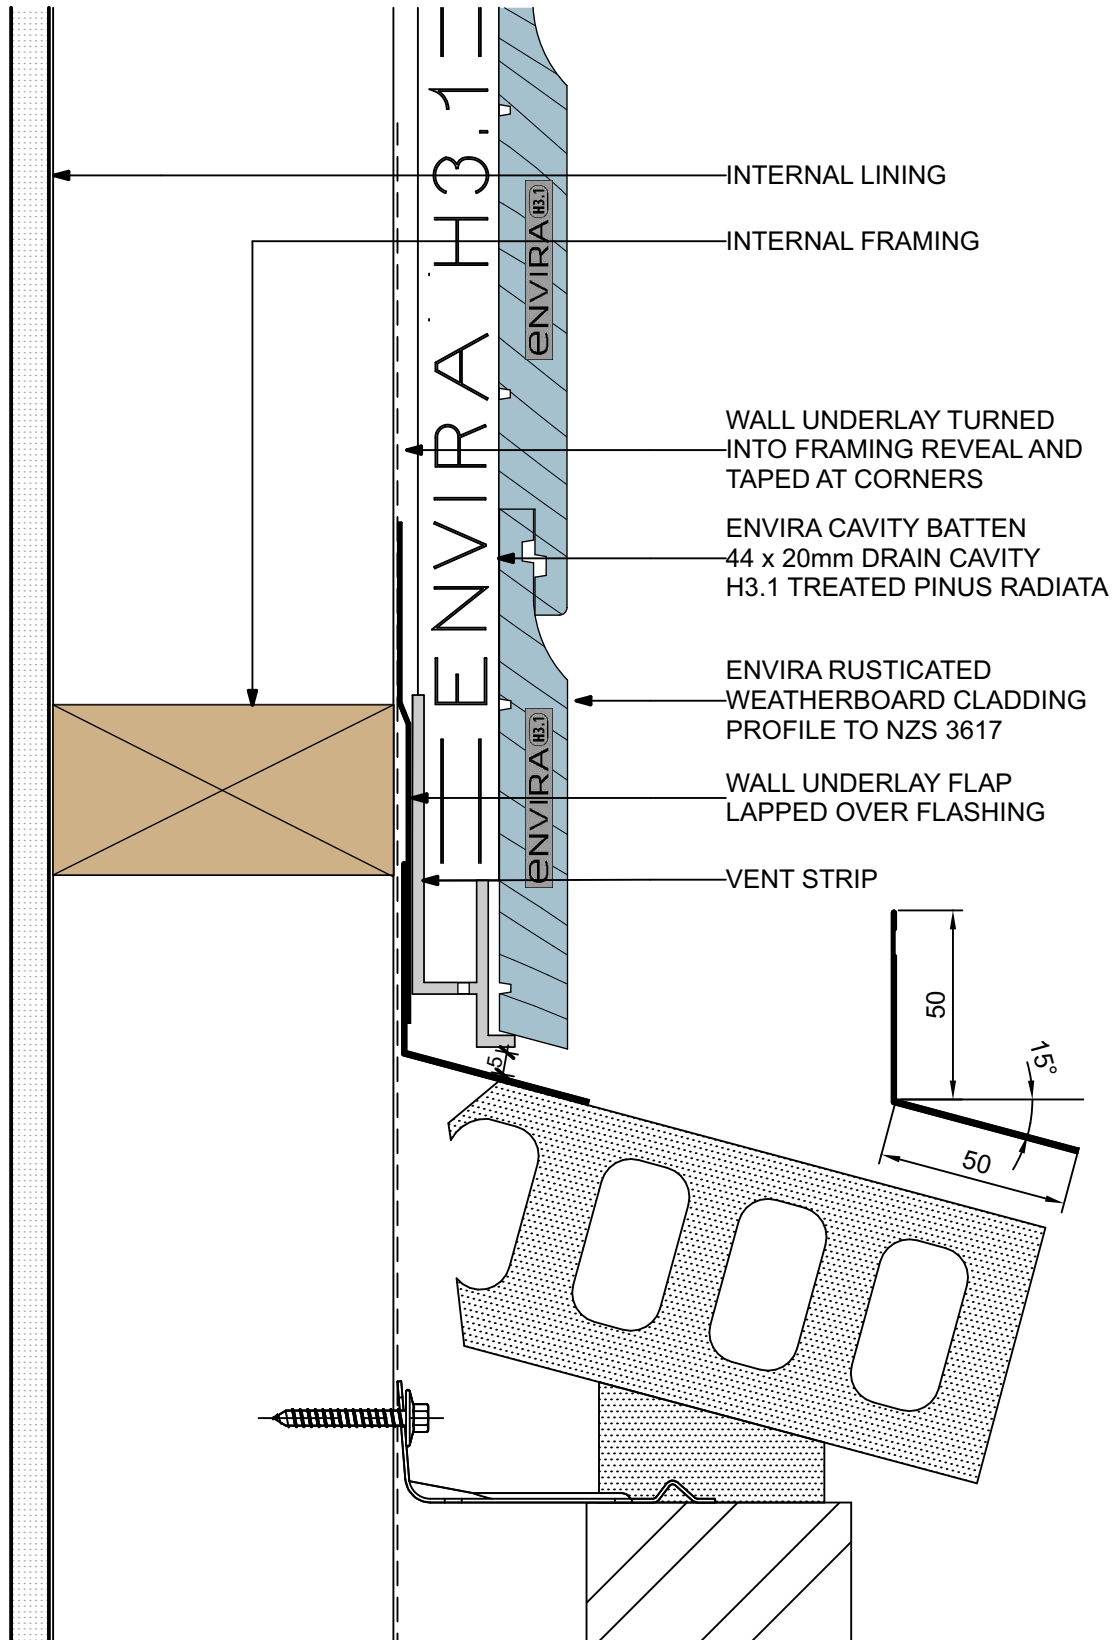 INTERNAL LINING
INTERNAL FRAMING
WALL UNDERLAY TURNED
INTO FRAMING REVEAL AND
TAPED AT CORNERS
ENVIRA CAVITY BATTEN
44 x 20mm DRAIN CAVITY
H3.1 TREATED PINUS RADIATA
ENVIRA RUSTICATED
WEATHERBOARD CLADDING
PROFILE TO NZS 3617
WALL UNDERLAY FLAP
LAPPED OVER FLASHING
VENT STRIP
ENVIRA H3.1
eNVIRA H3.1
eNVIRA H3.1
5
50
15°
50